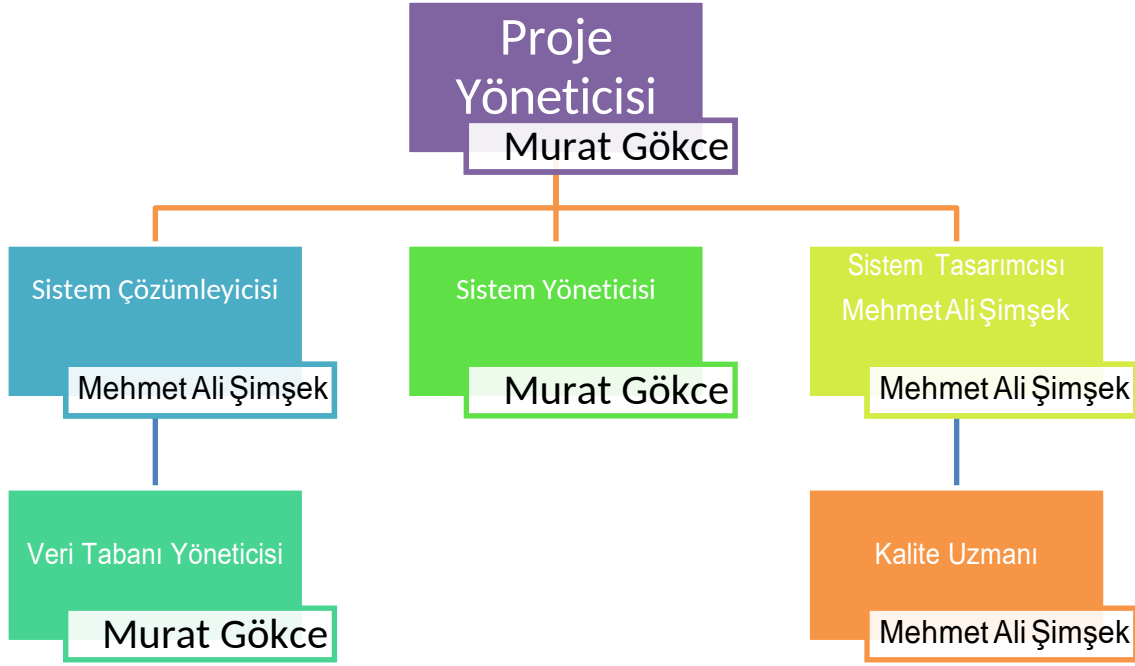 Proje
Yöneticisi
Murat Gökce
Sistem Çözümleyicisi
Mehmet Ali Şimşek
Sistem Yöneticisi
Murat Gökce
Sistem Tasarımcısı
Mehmet Ali Şimşek
Mehmet Ali Şimşek
Veri Tabanı Yöneticisi
Murat Gökce
Kalite Uzmanı
Mehmet Ali Şimşek